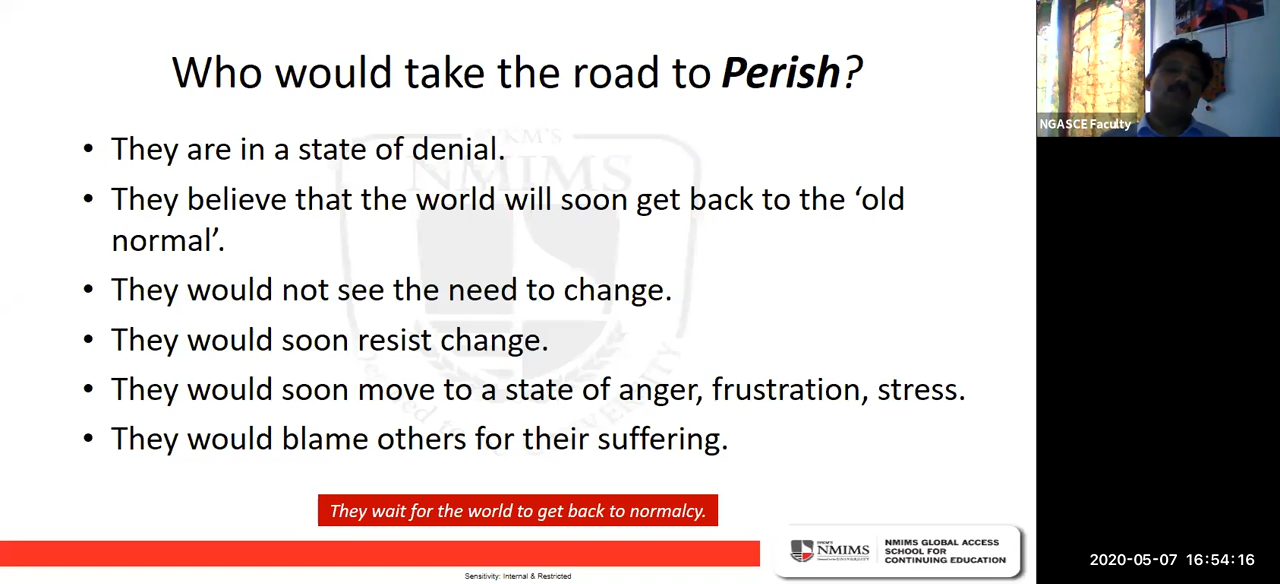 Who would take the road to Perish?
NGASCE Faculty
• They are in a state of denial.
• They believe that the world will soon get back to the ‘old
normal’.
• They would not see the need to change.
• They would soon resist change.
• They would soon move to a state of anger, frustration, stress.
• They would blame others for their suffering.
NMIMS
UNIVERSITY
They wait for the world to get back to normalcy.
NMIMS
NMIMS GLOBAL ACCESS
SCHOOL FOR
CONTINUING EDUCATION
2020-05-07 16:54:16
Sensitivity: Internal & Restricted